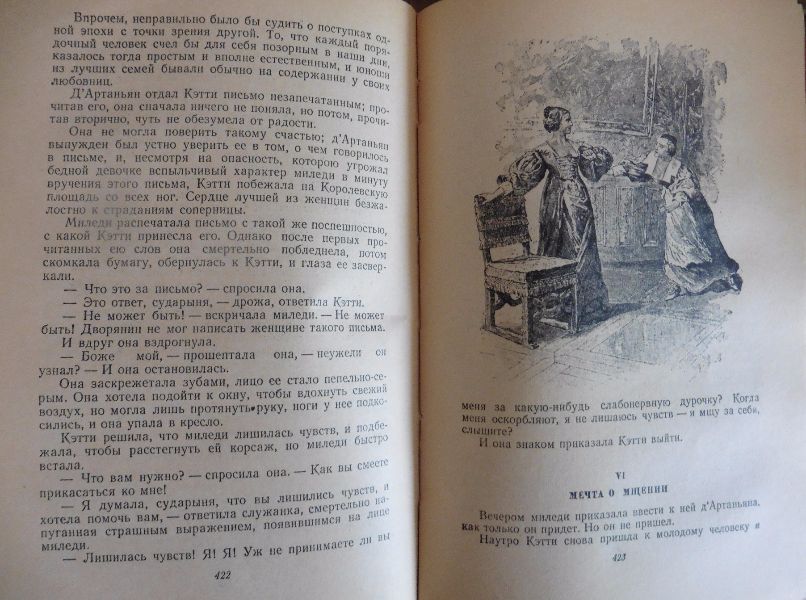 Впрочем, неправильно было бы судить о поступках од-
ной эпохи с точки зрения другой. То, что каждый поря-
дочный человек счел бы для себя позорным в наши дни,
казалось тогда простым и вполне естественным, и юноши
из лучших семей бывали обычно на содержании у своих
любовниц.
Д'Артаньян отдал Кэтти письмо незапечатанным; про-
читав его, она сначала ничего не поняла, но потом, прочи-
тав вторично, чуть не обезумела от радости.
Она не могла поверить такому счастью; д'Артаньян
вынужден был устно уверить ее в том, о чем говорилось
в письме, и, несмотря на опасность, которою угрожал
бедной девочке вспыльчивый характер миледи в минуту
вручения этого письма, Кэтти побежала на Королевскую
площадь со всех ног. Сердце лучшей из женщин безжа-
лостно к страданиям соперницы.
Миледи распечатала письмо с такой же поспешностью,
с какой Кэтти принесла его. Однако после первых про-
читанных ею слов она смертельно побледнела, потом
скомкала бумагу, обернулась к Кэтти, и глаза ее засвер-
кали.
— Что это за письмо? — спросила она.
— Это ответ, сударыня, — дрожа, ответила Кэтти.
— Не может быть! — вскричала миледи. — Не может
быть! Дворянин не мог написать женщине такого письма.
И вдруг она вздрогнула.
— Боже мой, — прошептала она, — неужели он
узнал? — И она остановилась.
Она заскрежетала зубами, лицо ее стало пепельно-се-
рым. Она хотела подойти к окну, чтобы вдохнуть свежий
воздух, но могла лишь протянуть руку, ноги у нее подко-
сились, и она упала в кресло.
Кэтти решила, что миледи лишилась чувств, и подбе-
жала, чтобы расстегнуть ей корсаж, но миледи быстро
встала.
— Что вам нужно? — спросила она. — Как вы смеете
прикасаться ко мне!
— Я думала, сударыня, что вы лишились чувств, и
хотела помочь вам, — ответила служанка, смертельно на-
пуганная страшным выражением, появившимся на лице
миледи.
— Лишилась чувств! Я! Я! Уж не принимаете ли вы
422
меня за какую-нибудь слабонервную дурочку? Когда
меня оскорбляют, я не лишаюсь чувств — я мщу за себя,
слышите?
И она знаком приказала Кэтти выйти.
VI
МЕЧТА О МЩЕНИИ
Вечером миледи приказала ввести к ней д'Артаньяна,
как только он придет. Но он не пришел.
Наутро Кэтти снова пришла к молодому человеку и
423